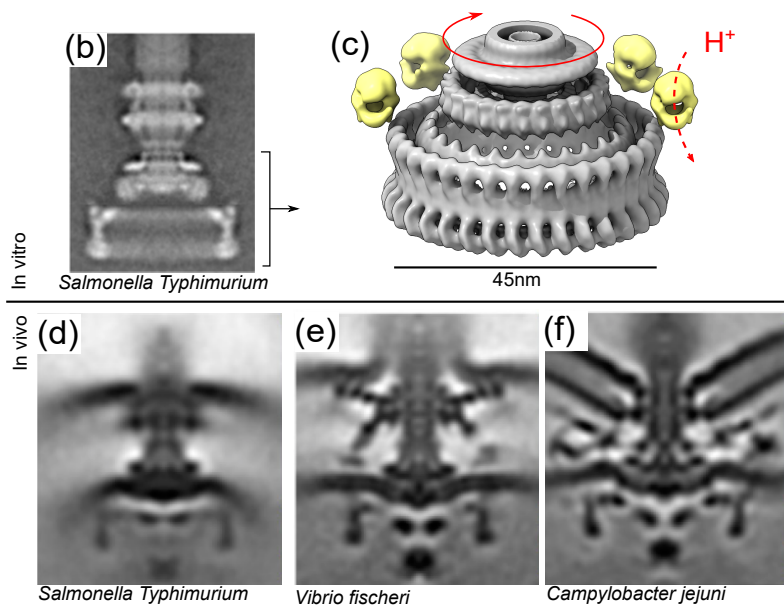 (b)
(c)
H+
In vitro
Salmonella Typhimurium
45nm
In vivo
(d)
(e)
(f)
Salmonella Typhimurium
Vibrio fischeri
Campylobacter jejuni